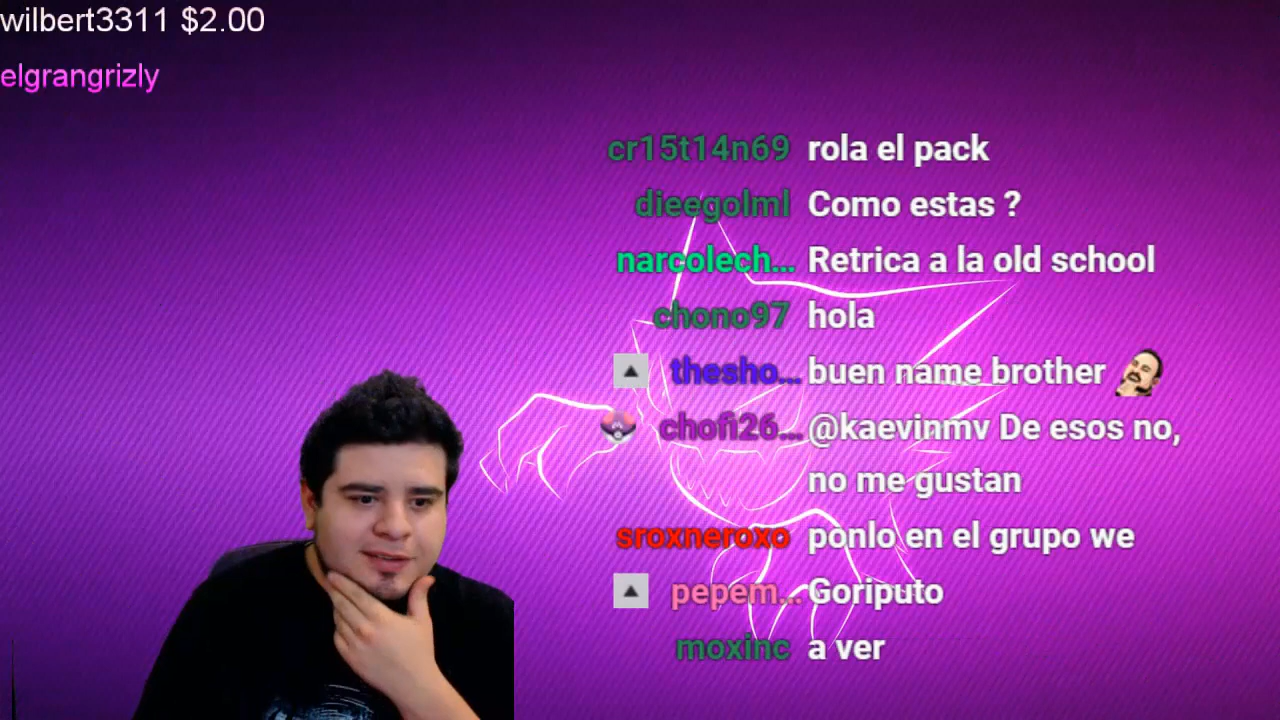 wilbert3311 $2.00
elgrangrizly
cr15t14n69 rola el pack
dieegolml Como estas ?
narcolech... Retrica a la old school
chono97 hola
thesho... buen name brother
chofi26... @kaevinmv De esos no,
no me gustan
sroxneroxo ponlo en el grupo we
pepem... Goriputo
moxinc a ver